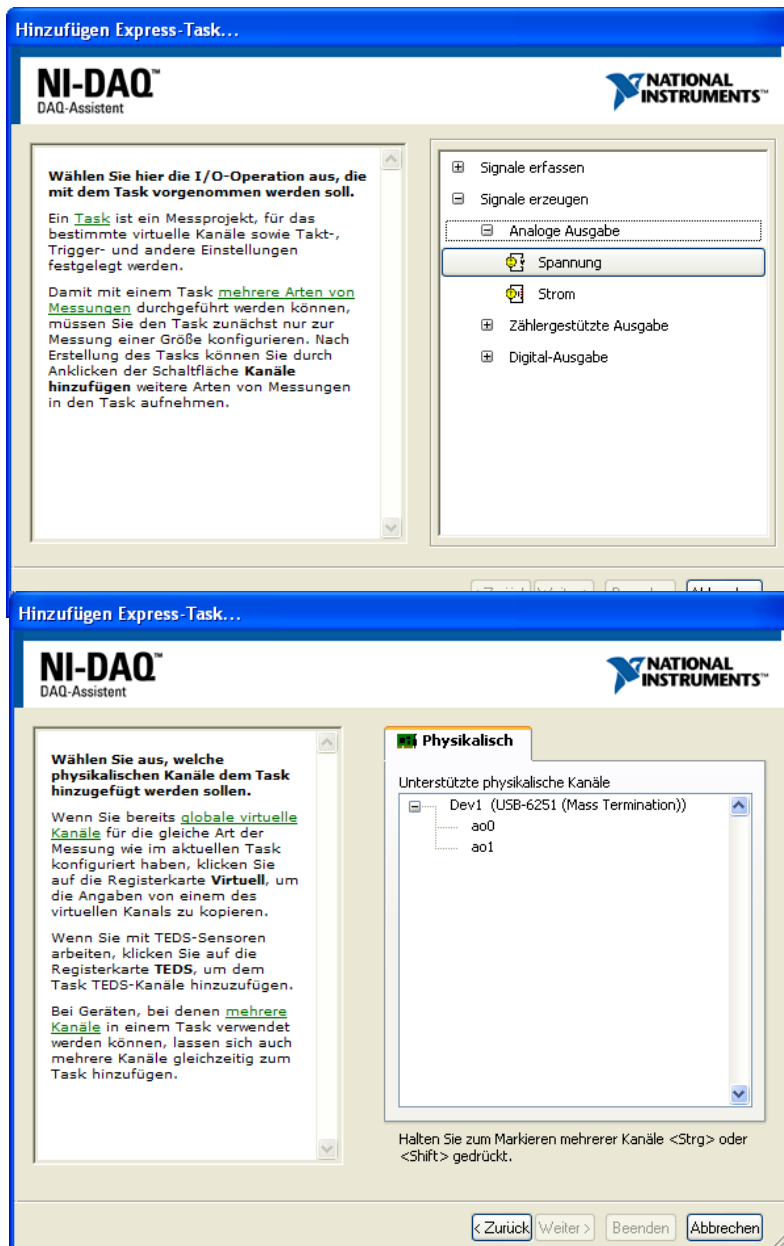 Hinzufügen Express-Task...
NI-DAQ™
DAQ-Assistent
NATIONAL
INSTRUMENTS™
Wählen Sie hier die I/O-Operation aus, die
mit dem Task vorgenommen werden soll.
Ein Task ist ein Messprojekt, für das
bestimmte virtuelle Kanäle sowie Takt-,
Trigger- und andere Einstellungen
festgelegt werden.
Damit mit einem Task mehrere Arten von
Messungen durchgeführt werden können,
müssen Sie den Task zunächst nur zur
Messung einer Größe konfigurieren. Nach
Erstellung des Tasks können Sie durch
Anklicken der Schaltfläche Kanäle
hinzufügen weitere Arten von Messungen
in den Task aufnehmen.
Signale erfassen
Signale erzeugen
Analoge Ausgabe
Spannung
Strom
Zählergestützte Ausgabe
Digital-Ausgabe
< Zurück Weiter > Beenden Abbrechen
Hinzufügen Express-Task...
NI-DAQ™
DAQ-Assistent
NATIONAL
INSTRUMENTS™
Wählen Sie aus, welche
physikalischen Kanäle dem Task
hinzugefügt werden sollen.
Wenn Sie bereits globale virtuelle
Kanäle für die gleiche Art der
Messung wie im aktuellen Task
konfiguriert haben, klicken Sie
auf die Registerkarte Virtuell, um
die Angaben von einem des
virtuellen Kanals zu kopieren.
Wenn Sie mit TEDS-Sensoren
arbeiten, klicken Sie auf die
Registerkarte TEDS, um dem
Task TEDS-Kanäle hinzuzufügen.
Bei Geräten, bei denen mehrere
Kanäle in einem Task verwendet
werden können, lassen sich auch
mehrere Kanäle gleichzeitig zum
Task hinzufügen.
Physikalisch
Unterstützte physikalische Kanäle
Dev1 (USB-6251 (Mass Termination))
ao0
ao1
Halten Sie zum Markieren mehrerer Kanäle <Strg> oder
<Shift> gedrückt.
< Zurück Weiter > Beenden Abbrechen